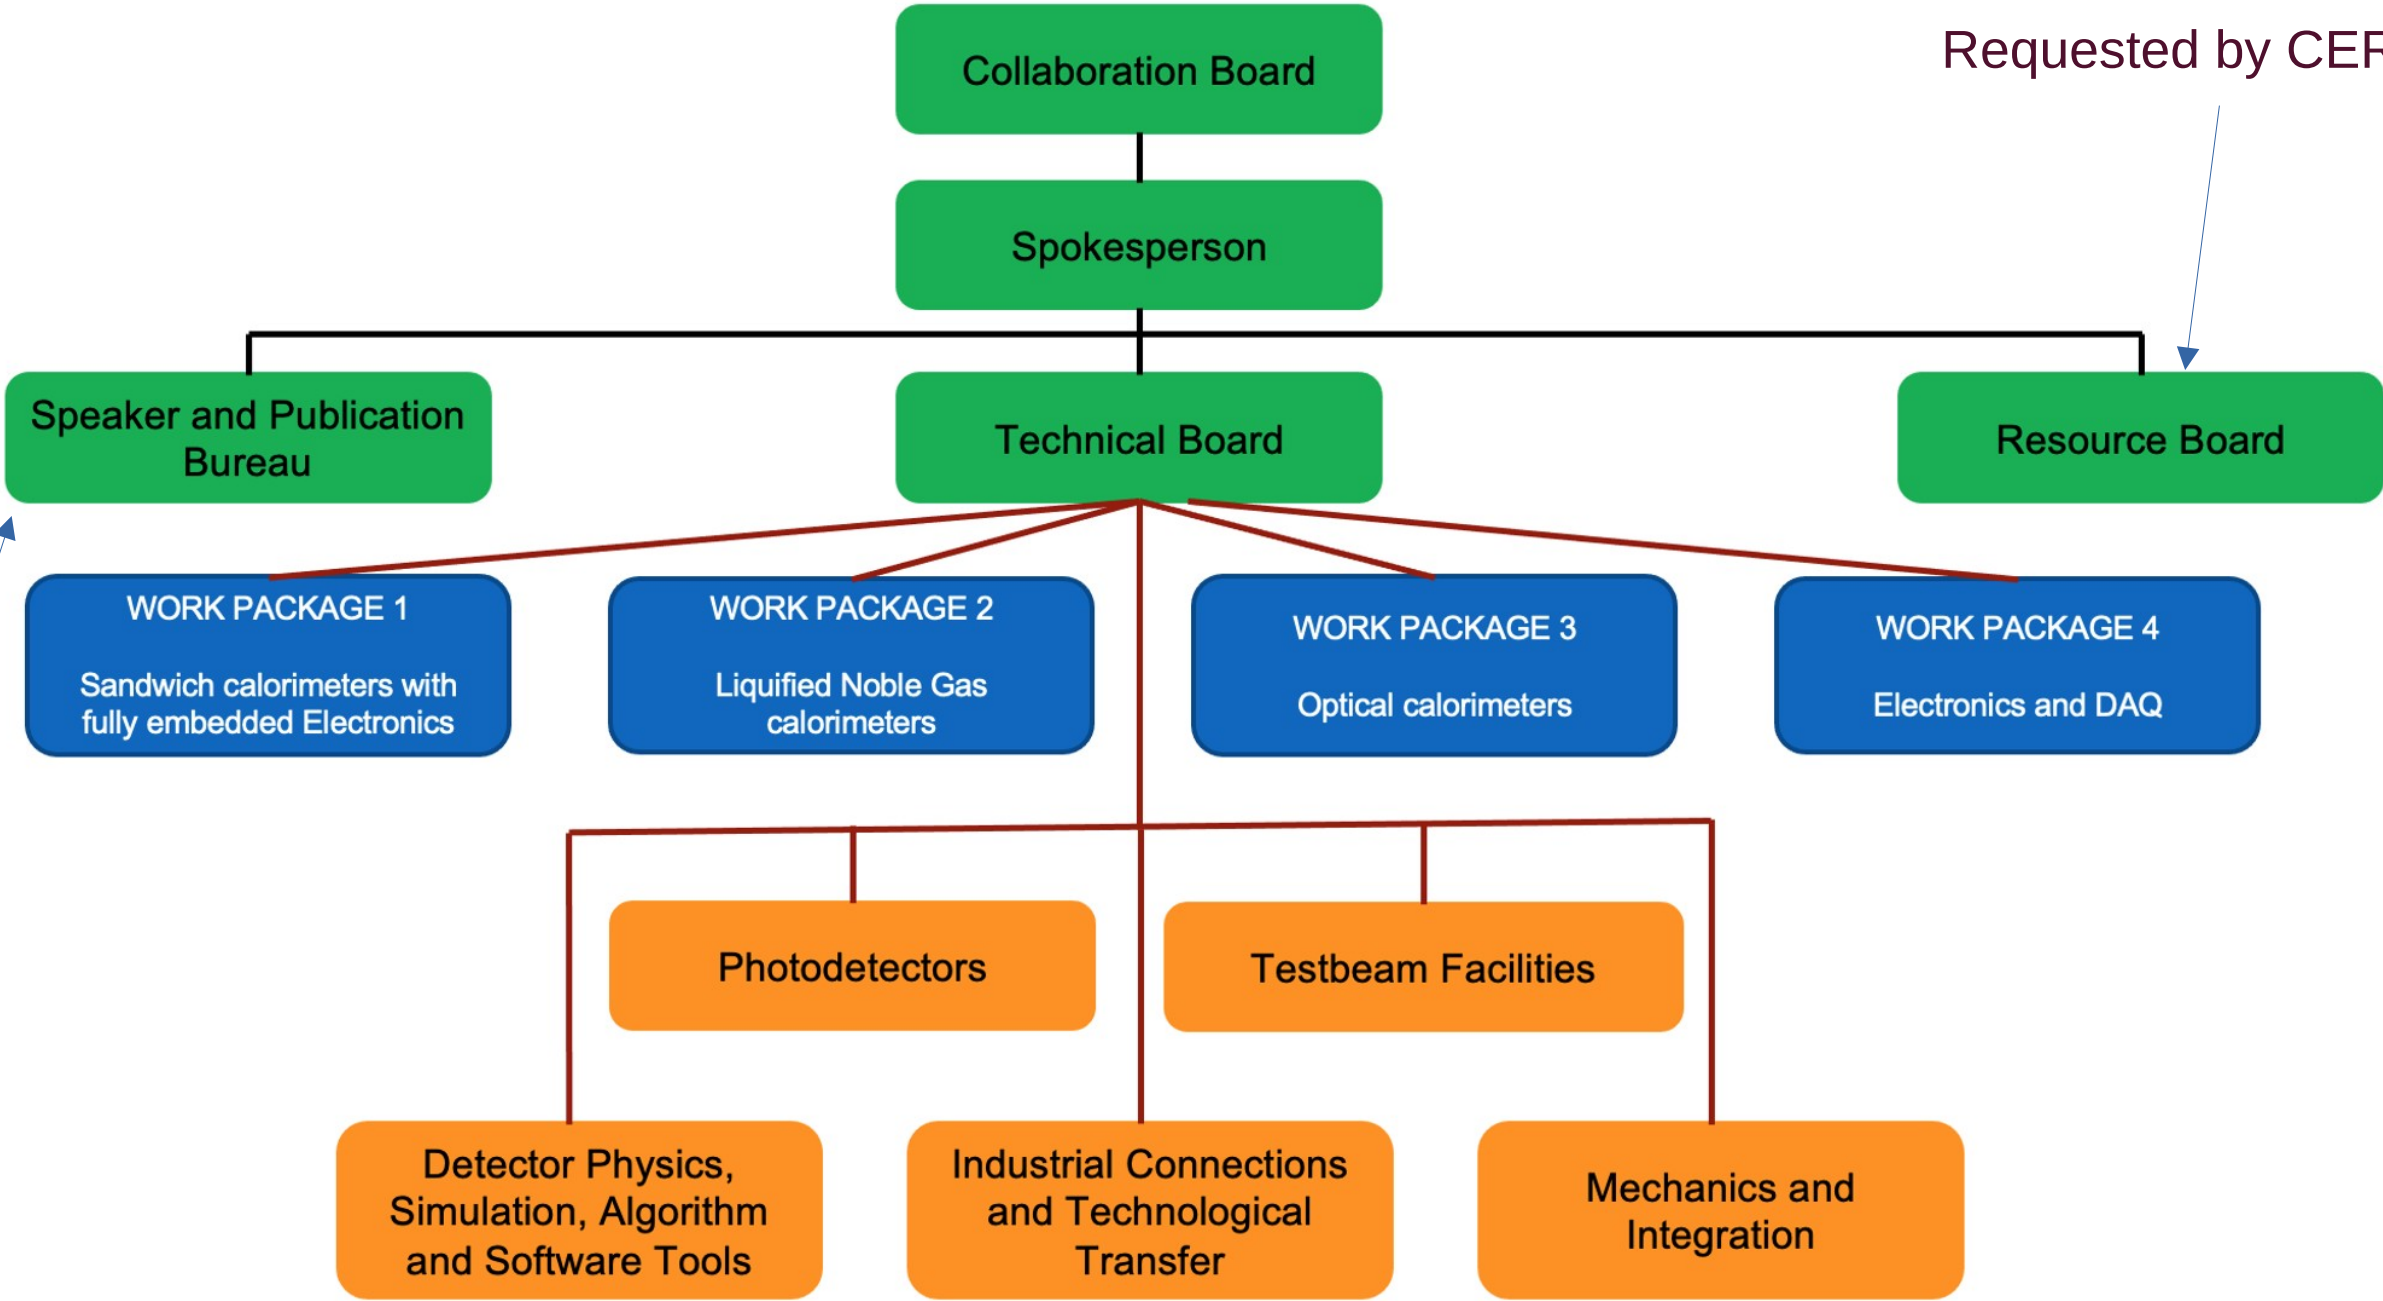 Requested by
Collaboration Board
Spokesperson
Speaker and Publication
Bureau
Technical Board
Resource Board
WORK PACKAGE 1
Sandwich calorimeters with
fully embedded Electronics
WORK PACKAGE 2
Liquified Noble Gas
calorimeters
WORK PACKAGE 3
Optical calorimeters
WORK PACKAGE 4
Electronics and DAQ
Photodetectors
Testbeam Facilities
Detector Physics,
Simulation, Algorithm
and Software Tools
Industrial Connections
and Technological
Transfer
Mechanics and
Integration